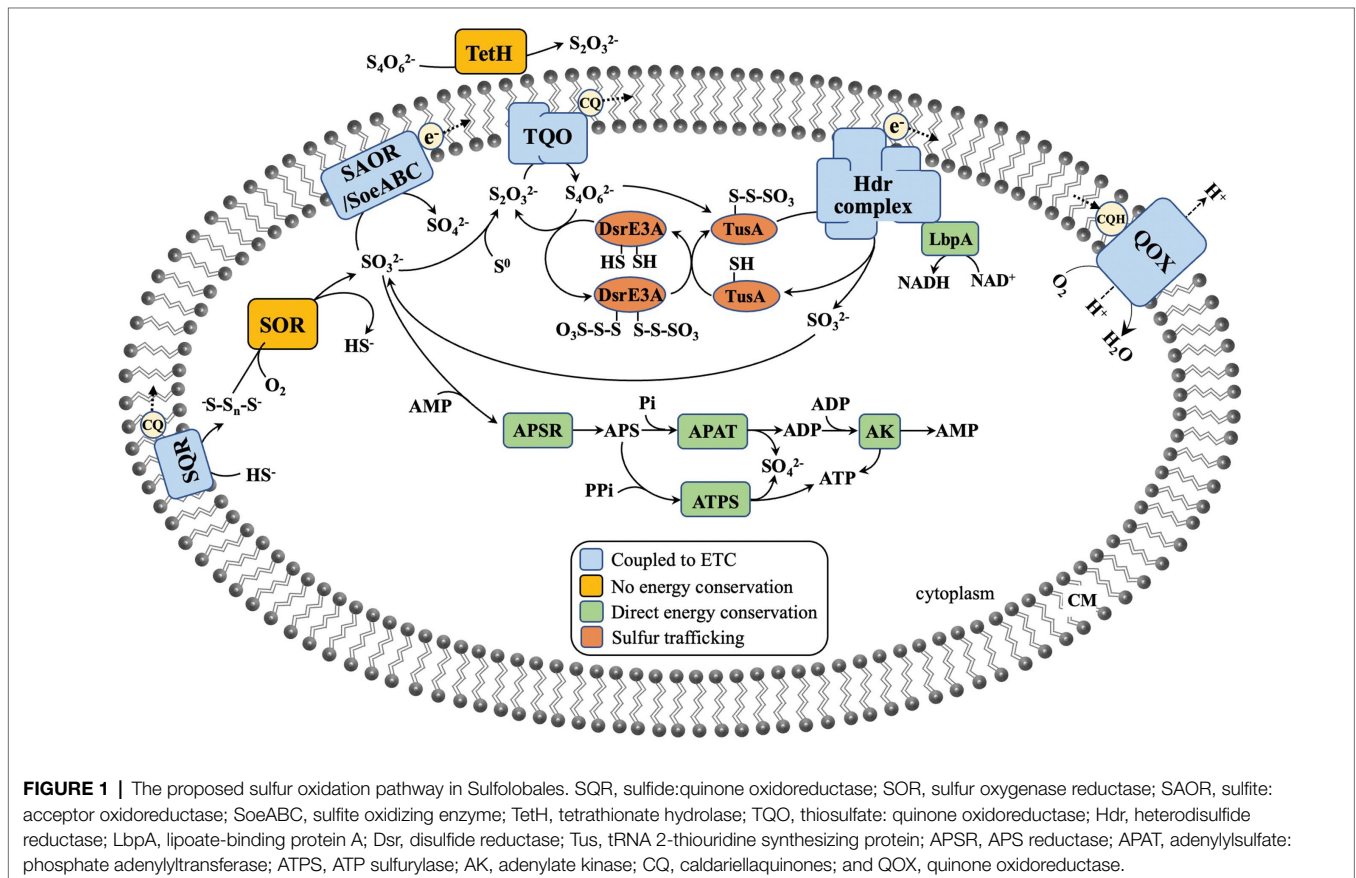 TetH
S₄O₆²⁻
S₂O₃²⁻
CQ
e⁻
TQO
e⁻
SAOR
/SoeABC
Hdr
complex
S₂O₃²⁻
S₄O₆²⁻
S-S-SO₃
TusA
CQH
H⁺
QOX
SO₄²⁻
DsrE3A
HS SH
SH
LbpA
S⁰
SO₃²⁻
DsrE3A
TusA
NADH
NAD⁺
O₂
H⁺
H₂O
SOR
HS⁻
O₃S-S-S
S-S-SO₃
SO₃²⁻
O₂
⁻S-Sₙ-S⁻
CQ
SQR
HS⁻
AMP
APSR
APS
Pi
APAT
ADP
ADP
AK
AMP
SO₄²⁻
ATP
PPi
ATPS
Coupled to ETC
No energy conservation
Direct energy conservation
Sulfur trafficking
cytoplasm
CM
FIGURE 1 | The proposed sulfur oxidation pathway in Sulfolobales. SQR, sulfide:quinone oxidoreductase; SOR, sulfur oxygenase reductase; SAOR, sulfite:
acceptor oxidoreductase; SoeABC, sulfite oxidizing enzyme; TetH, tetrathionate hydrolase; TQO, thiosulfate: quinone oxidoreductase; Hdr, heterodisulfide
reductase; LbpA, lipoate-binding protein A; Dsr, disulfide reductase; Tus, tRNA 2-thiouridine synthesizing protein; APSR, APS reductase; APAT, adenylylsulfate:
phosphate adenylyltransferase; ATPS, ATP sulfurylase; AK, adenylate kinase; CQ, caldariellaquinones; and QOX, quinone oxidoreductase.